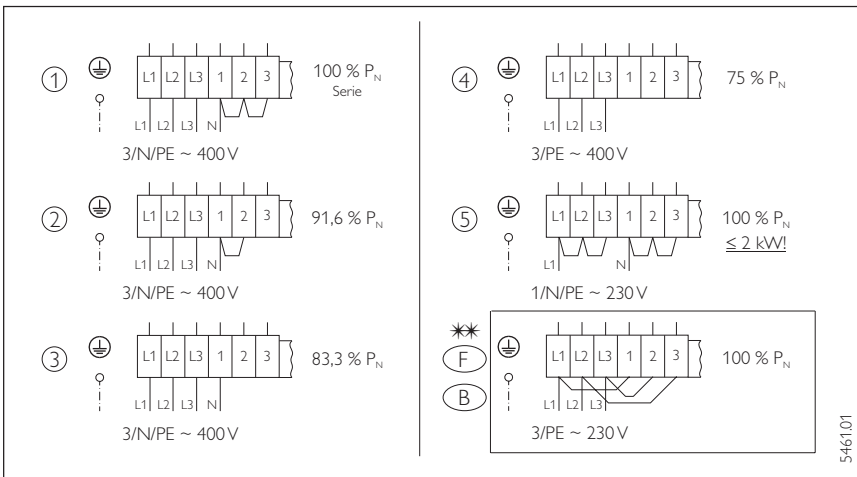 1
L1 L2 L3 1 2 3
100 % P_N
Serie
L1 L2 L3 N
3/N/PE ~ 400 V
2
L1 L2 L3 1 2 3
91,6 % P_N
L1 L2 L3 N
3/N/PE ~ 400 V
3
L1 L2 L3 1 2 3
83,3 % P_N
L1 L2 L3 N
3/N/PE ~ 400 V
4
L1 L2 L3 1 2 3
75 % P_N
L1 L2 L3
3/PE ~ 400 V
5
L1 L2 L3 1 2 3
100 % P_N
≤ 2 kW!
L1 N
1/N/PE ~ 230 V
**
F
B
L1 L2 L3 1 2 3
100 % P_N
L1 L2 L3
3/PE ~ 230 V
5461.01